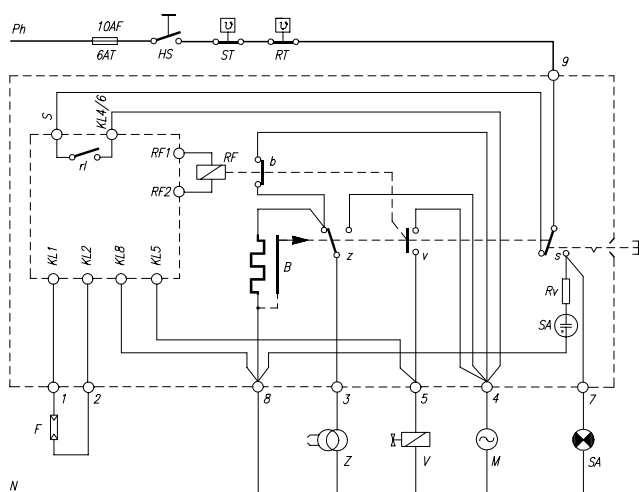 Ph
10AF
6AT
HS
ST
RT
9
S
KL4/6
rl
RF1
RF
RF2
b
KL1
KL2
KL8
KL5
B
z
v
s
Rv
SA
1
2
8
3
5
4
7
F
Z
V
M
SA
N